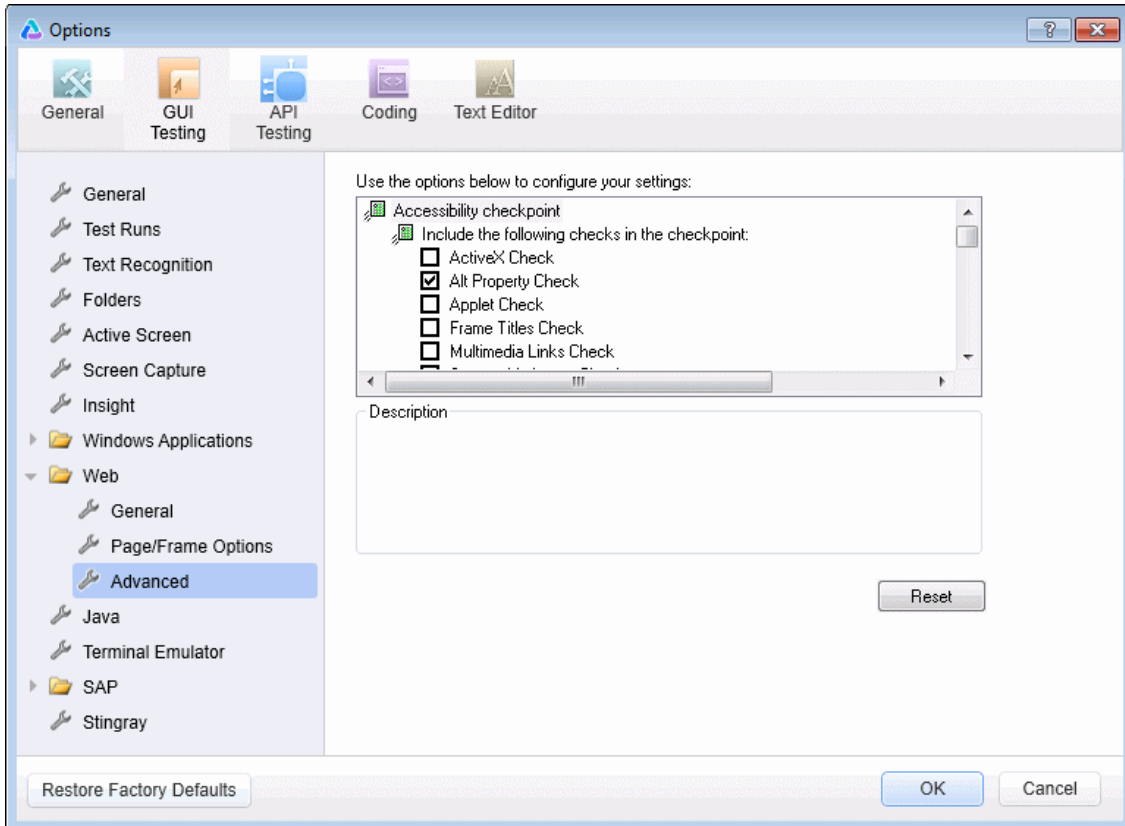 Options
General
GUI
Testing
API
Testing
Coding
Text Editor
General
Test Runs
Text Recognition
Folders
Active Screen
Screen Capture
Insight
Windows Applications
Web
General
Page/Frame Options
Advanced
Java
Terminal Emulator
SAP
Stingray
Use the options below to configure your settings:
Accessibility checkpoint
Include the following checks in the checkpoint:
ActiveX Check
Alt Property Check
Applet Check
Frame Titles Check
Multimedia Links Check
Description
Reset
Restore Factory Defaults
OK
Cancel